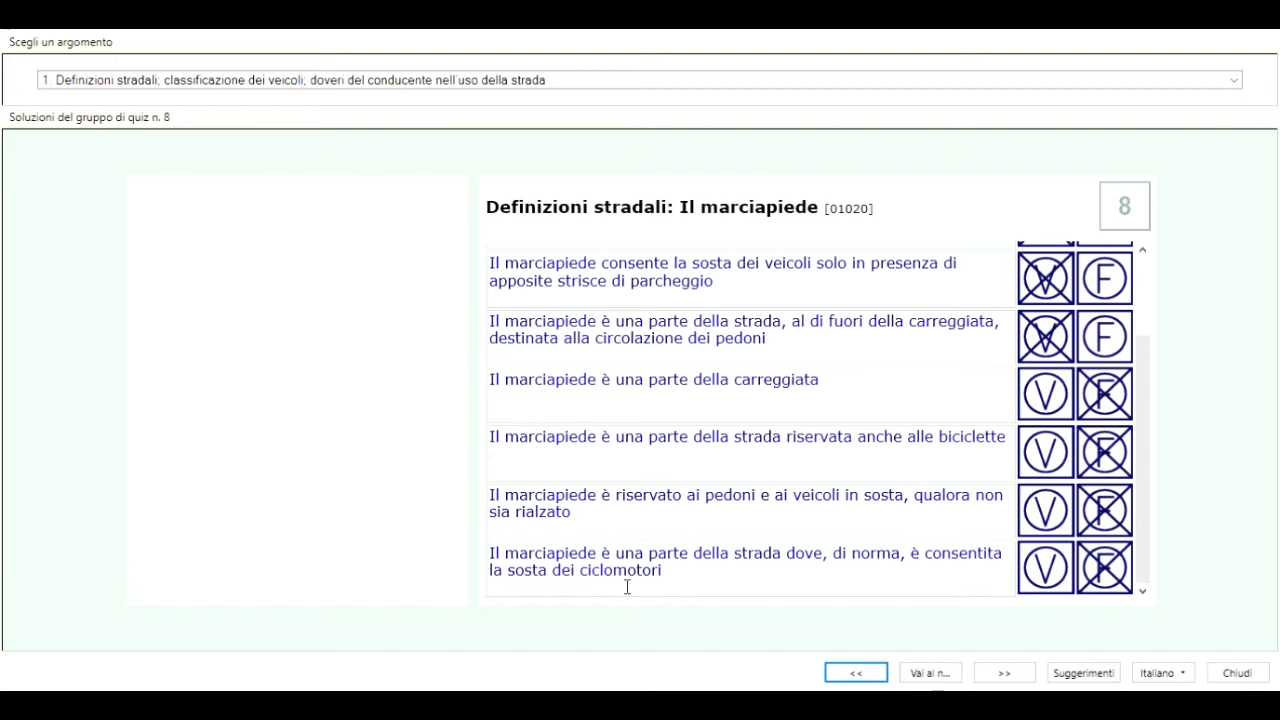 Scegli un argomento
1. Definizioni stradali; classificazione dei veicoli; doveri del conducente nell'uso della strada
Soluzioni del gruppo di quiz n. 8
Definizioni stradali: Il marciapiede [01020]
8
Il marciapiede consente la sosta dei veicoli solo in presenza di
apposite strisce di parcheggio
V F
Il marciapiede è una parte della strada, al di fuori della carreggiata,
destinata alla circolazione dei pedoni
V F
Il marciapiede è una parte della carreggiata
V F
Il marciapiede è una parte della strada riservata anche alle biciclette
V F
Il marciapiede è riservato ai pedoni e ai veicoli in sosta, qualora non
sia rialzato
V F
Il marciapiede è una parte della strada dove, di norma, è consentita
la sosta dei ciclomotori
V F
<< Vai al n... >> Suggerimenti Italiano Chiudi